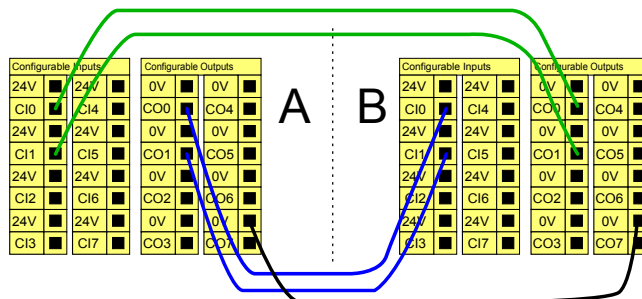 Configurable Inputs Configurable Outputs Configurable Inputs Configurable Outputs
24V 24V 0V 0V A B 24V 24V 0V 0V
CI0 CI4 CO0 CO4 CI0 CI4 CO0 CO4
24V 24V 0V 0V 24V 24V 0V 0V
CI1 CI5 CO1 CO5 CI1 CI5 CO1 CO5
24V 24V 0V 0V 24V 24V 0V 0V
CI2 CI6 CO2 CO6 CI2 CI6 CO2 CO6
24V 24V 0V 0V 24V 24V 0V 0V
CI3 CI7 CO3 CO7 CI3 CI7 CO3 CO7